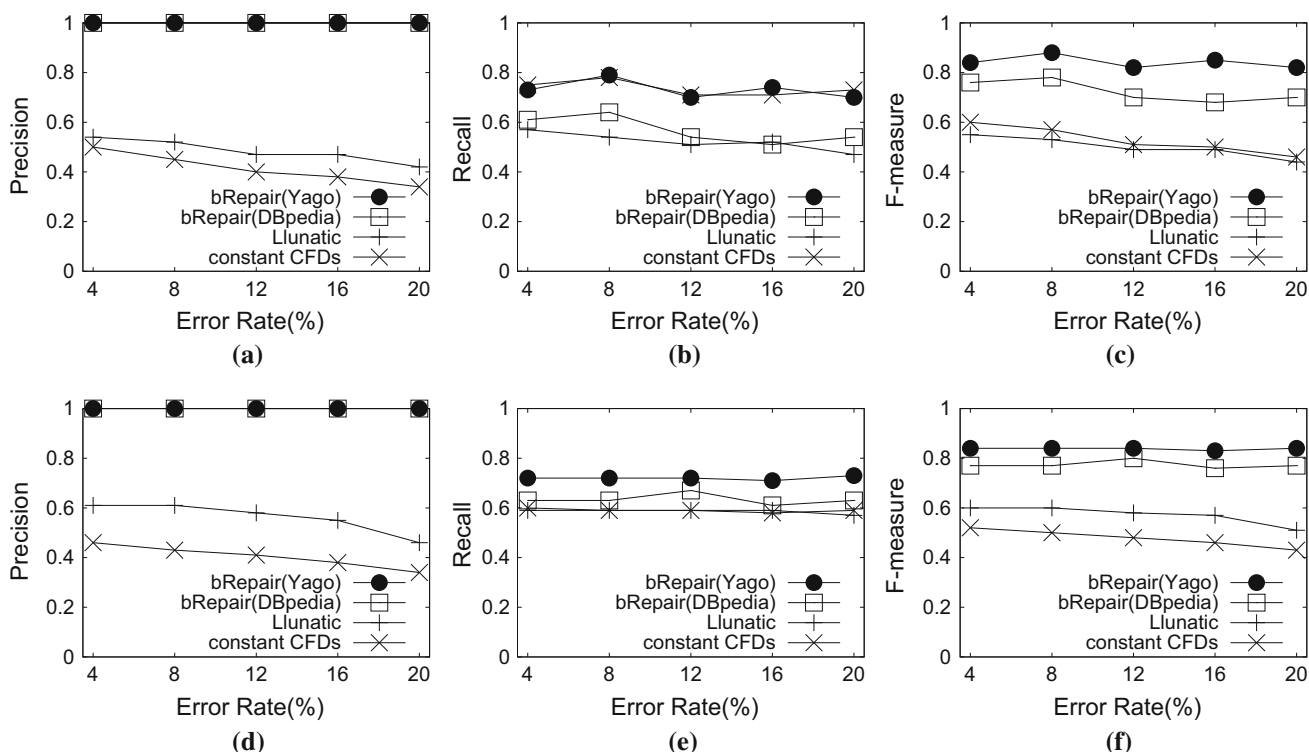 1
0.8
0.6
0.4
0.2
0
Precision
bRepair(Yago)
bRepair(DBpedia)
Llunatic
constant CFDs
4 8 12 16 20
Error Rate(%)
(a)
1
0.8
0.6
0.4
0.2
0
Recall
bRepair(Yago)
bRepair(DBpedia)
Llunatic
constant CFDs
4 8 12 16 20
Error Rate(%)
(b)
1
0.8
0.6
0.4
0.2
0
F-measure
bRepair(Yago)
bRepair(DBpedia)
Llunatic
constant CFDs
4 8 12 16 20
Error Rate(%)
(c)
1
0.8
0.6
0.4
0.2
0
Precision
bRepair(Yago)
bRepair(DBpedia)
Llunatic
constant CFDs
4 8 12 16 20
Error Rate(%)
(d)
1
0.8
0.6
0.4
0.2
0
Recall
bRepair(Yago)
bRepair(DBpedia)
Llunatic
constant CFDs
4 8 12 16 20
Error Rate(%)
(e)
1
0.8
0.6
0.4
0.2
0
F-measure
bRepair(Yago)
bRepair(DBpedia)
Llunatic
constant CFDs
4 8 12 16 20
Error Rate(%)
(f)